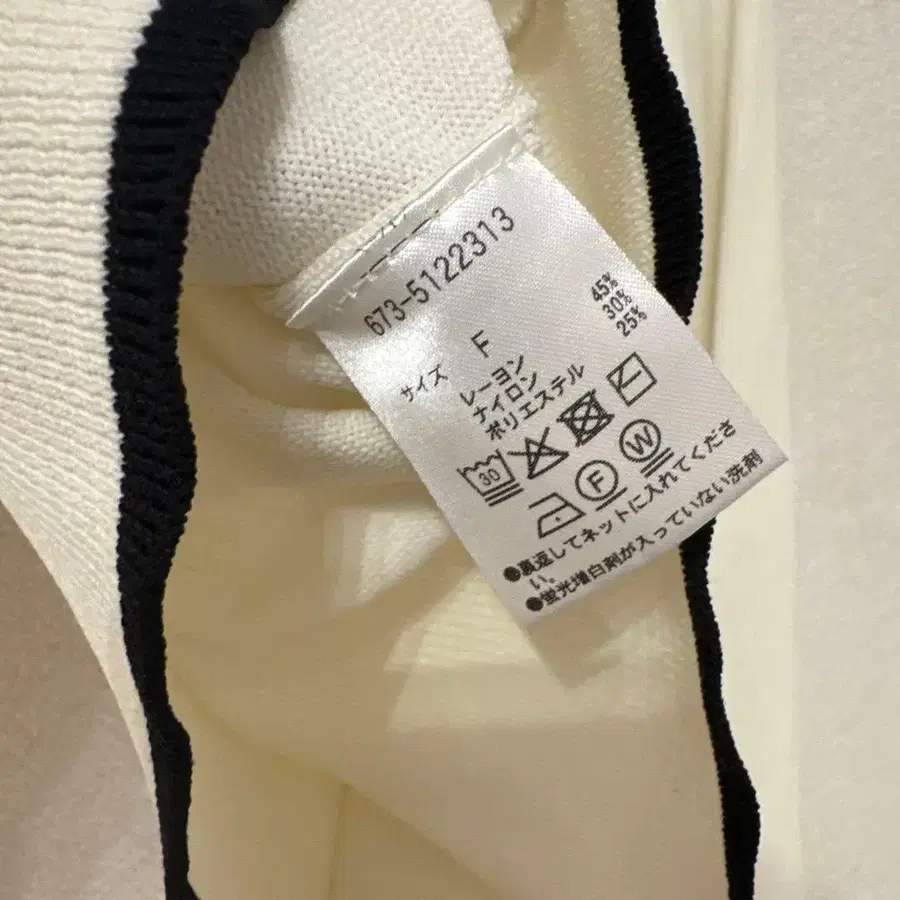 673-5122313
サイズ F
レーヨン 45%
ナイロン 30%
ポリエステル 25%
30
F W
●裏返してネットに入れてくださ
い。
●蛍光増白剤が入っていない洗剤